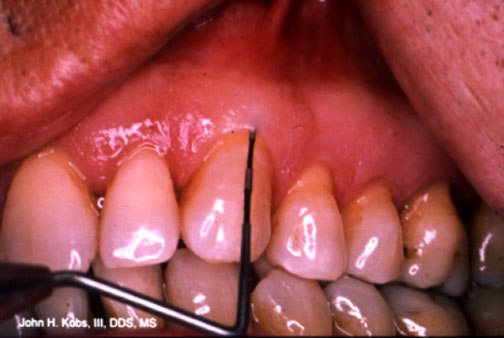 John H. Kobs, III, DDS, MS